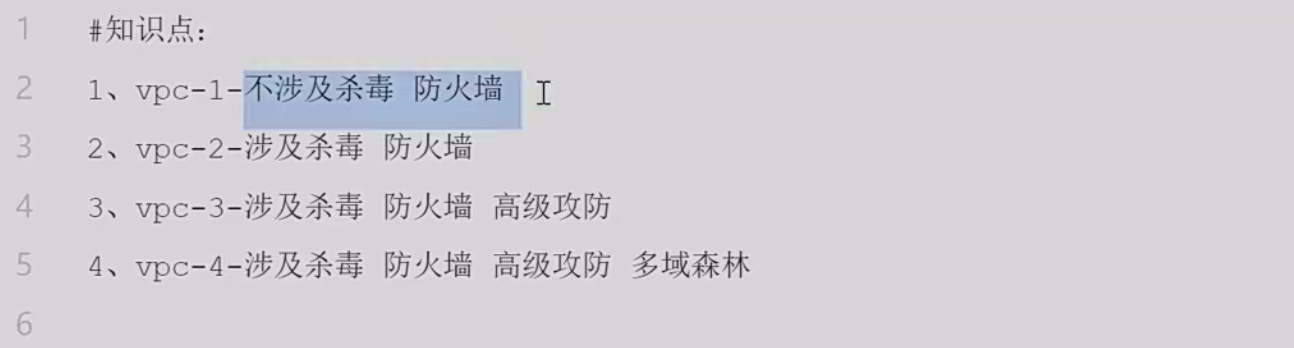 1 #知识点：
2 1、vpc-1-不涉及杀毒 防火墙
3 2、vpc-2-涉及杀毒 防火墙
4 3、vpc-3-涉及杀毒 防火墙 高级攻防
5 4、vpc-4-涉及杀毒 防火墙 高级攻防 多域森林
6